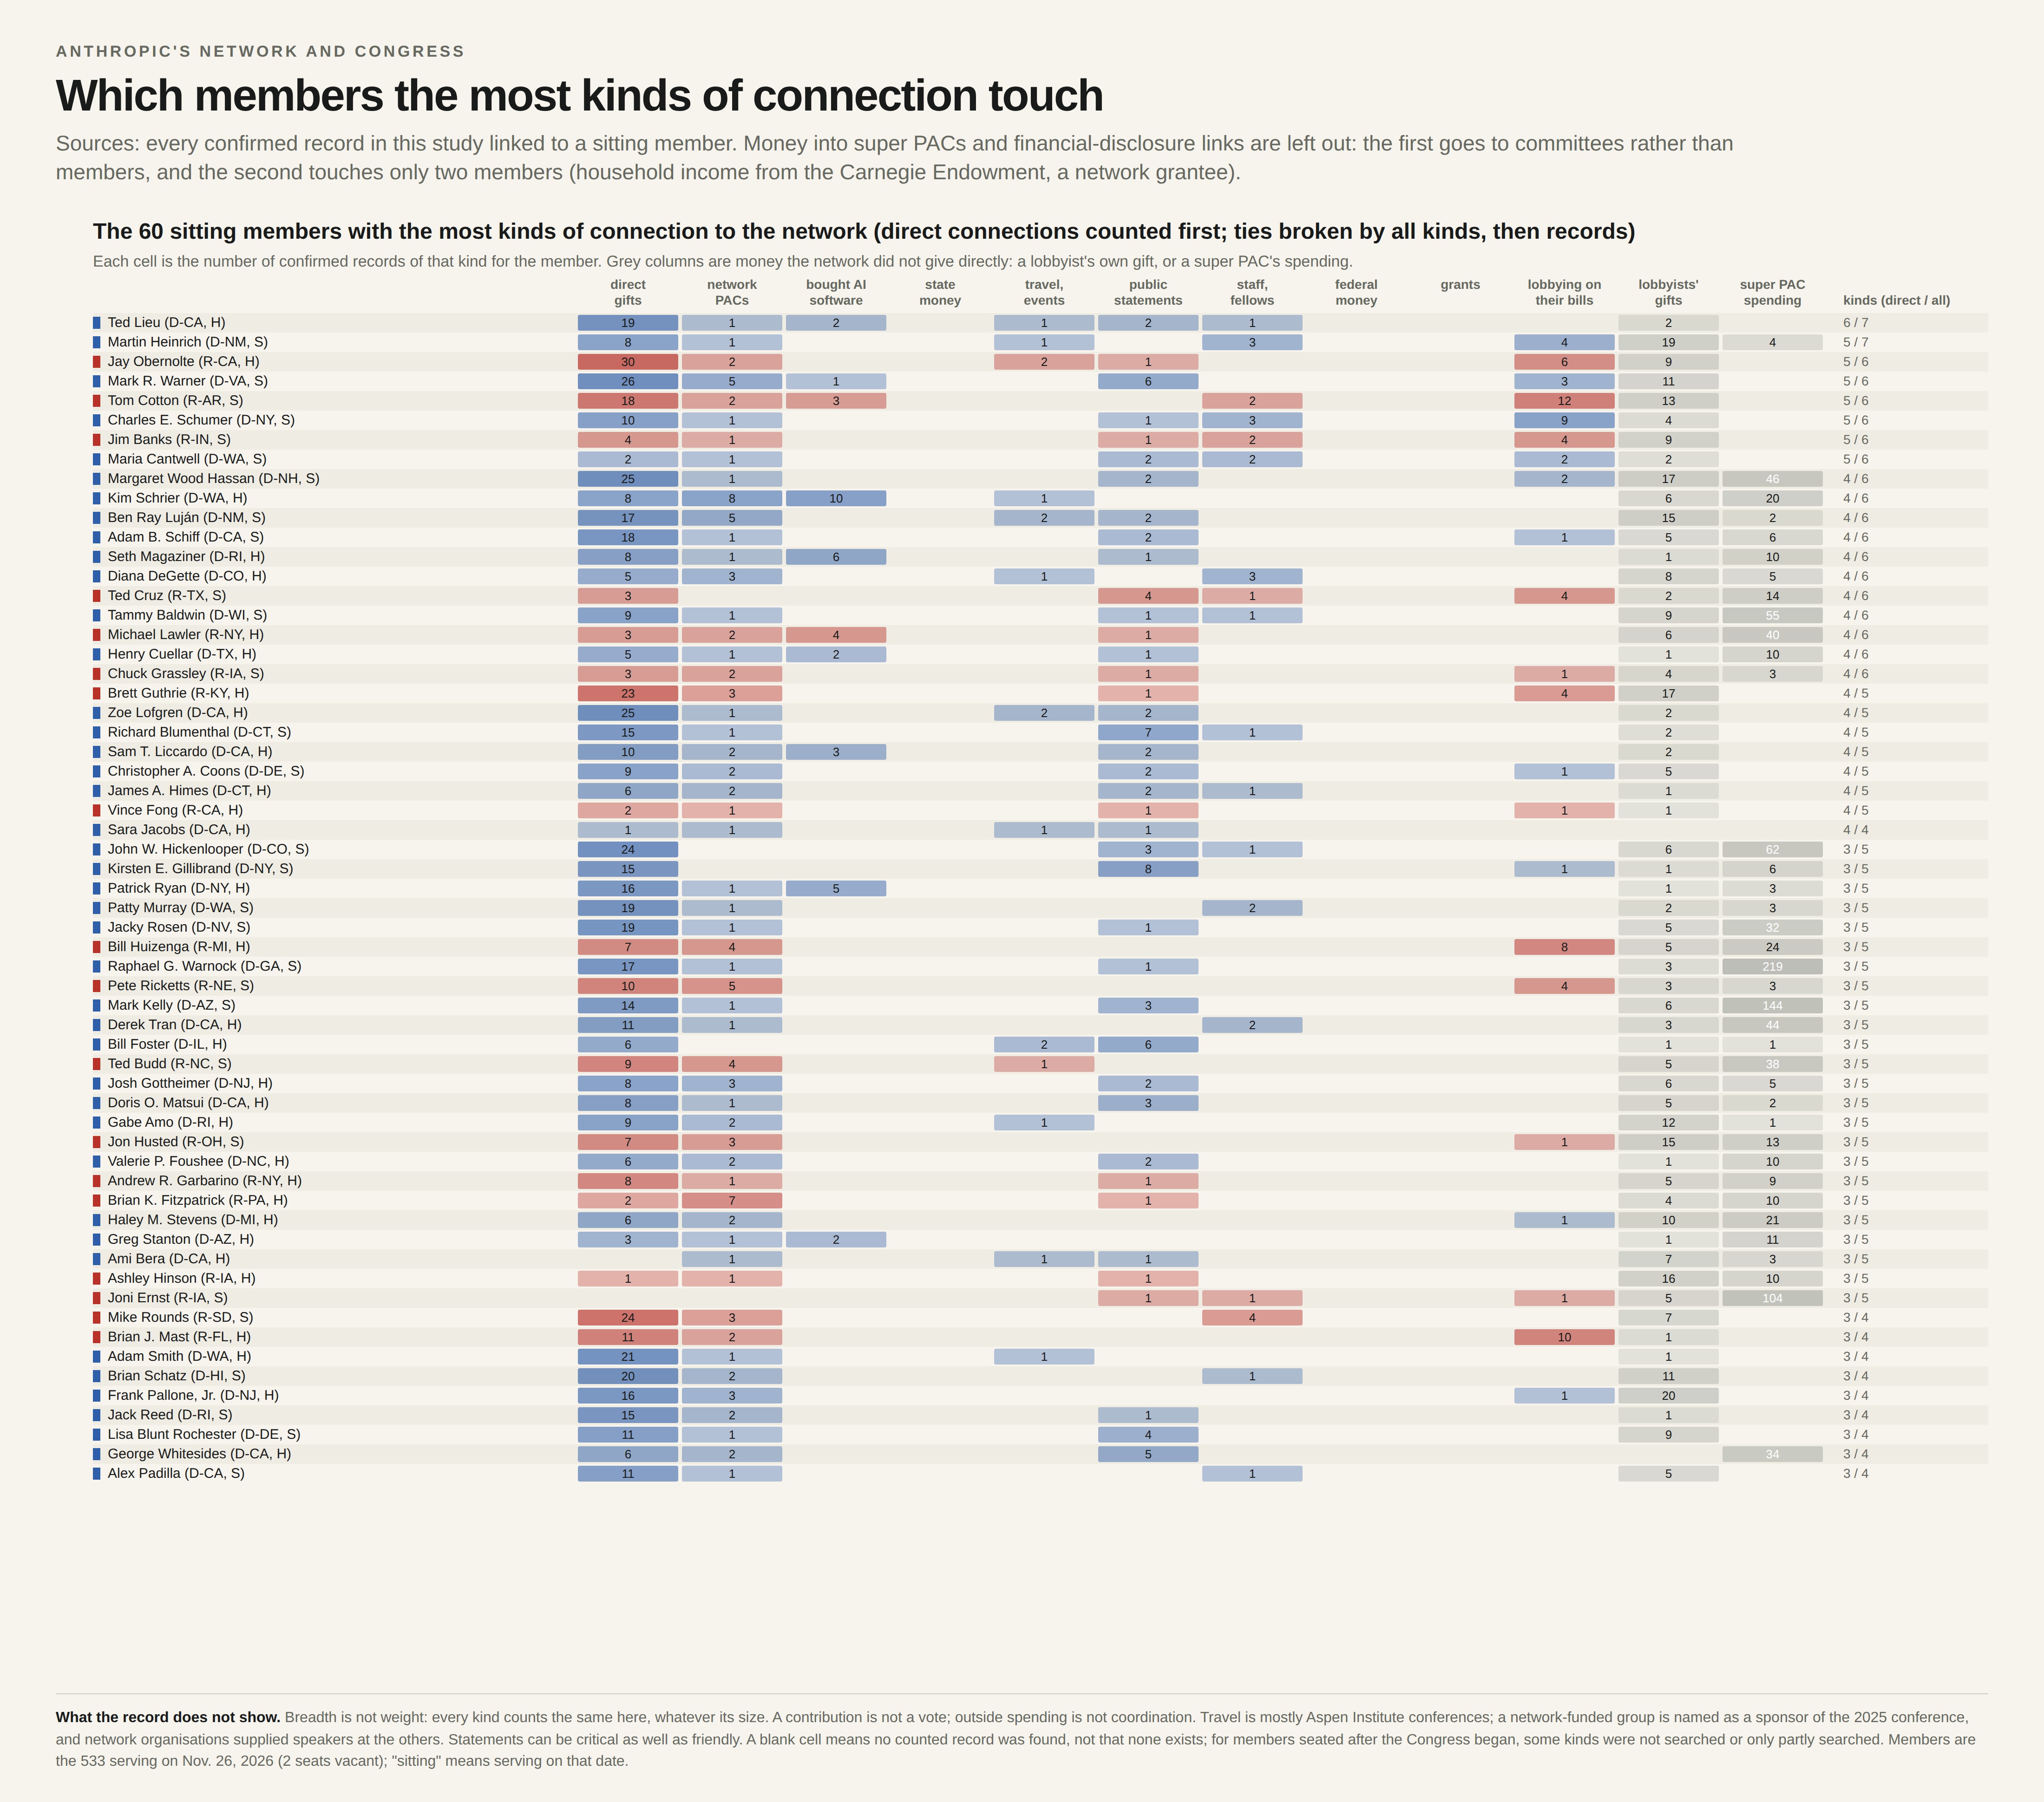 ANTHROPIC'S NETWORK AND CONGRESS
Which members the most kinds of connection touch
Sources: every confirmed record in this study linked to a sitting member. Money into super PACs and financial-disclosure links are left out: the first goes to committees rather than
members, and the second touches only two members (household income from the Carnegie Endowment, a network grantee).
The 60 sitting members with the most kinds of connection to the network (direct connections counted first; ties broken by all kinds, then records)
Each cell is the number of confirmed records of that kind for the member. Grey columns are money the network did not give directly: a lobbyist's own gift, or a super PAC's spending.
direct network bought AI state travel, public staff, federal grants lobbying on lobbyists' super PAC
gifts PACs software money events statements fellows money their bills gifts spending kinds (direct / all)
Ted Lieu (D-CA, H) 19 1 2 1 2 1 2 6 / 7
Martin Heinrich (D-NM, S) 8 1 1 3 4 19 4 5 / 7
Jay Obernolte (R-CA, H) 30 2 2 1 6 9 5 / 6
Mark R. Warner (D-VA, S) 26 5 1 6 3 11 5 / 6
Tom Cotton (R-AR, S) 18 2 3 2 12 13 5 / 6
Charles E. Schumer (D-NY, S) 10 1 1 3 9 4 5 / 6
Jim Banks (R-IN, S) 4 1 1 2 4 9 5 / 6
Maria Cantwell (D-WA, S) 2 1 2 2 2 2 5 / 6
Margaret Wood Hassan (D-NH, S) 25 1 2 2 17 46 4 / 6
Kim Schrier (D-WA, H) 8 8 10 1 6 20 4 / 6
Ben Ray Luján (D-NM, S) 17 5 2 2 15 2 4 / 6
Adam B. Schiff (D-CA, S) 18 1 2 1 5 6 4 / 6
Seth Magaziner (D-RI, H) 8 1 6 1 1 10 4 / 6
Diana DeGette (D-CO, H) 5 3 1 3 8 5 4 / 6
Ted Cruz (R-TX, S) 3 4 1 4 2 14 4 / 6
Tammy Baldwin (D-WI, S) 9 1 1 1 9 55 4 / 6
Michael Lawler (R-NY, H) 3 2 4 1 6 40 4 / 6
Henry Cuellar (D-TX, H) 5 1 2 1 1 10 4 / 6
Chuck Grassley (R-IA, S) 3 2 1 1 4 3 4 / 6
Brett Guthrie (R-KY, H) 23 3 1 4 17 4 / 5
Zoe Lofgren (D-CA, H) 25 1 2 2 2 4 / 5
Richard Blumenthal (D-CT, S) 15 1 7 1 2 4 / 5
Sam T. Liccardo (D-CA, H) 10 2 3 2 2 4 / 5
Christopher A. Coons (D-DE, S) 9 2 2 1 5 4 / 5
James A. Himes (D-CT, H) 6 2 2 1 1 4 / 5
Vince Fong (R-CA, H) 2 1 1 1 1 4 / 5
Sara Jacobs (D-CA, H) 1 1 1 1 4 / 4
John W. Hickenlooper (D-CO, S) 24 3 1 6 62 3 / 5
Kirsten E. Gillibrand (D-NY, S) 15 8 1 1 6 3 / 5
Patrick Ryan (D-NY, H) 16 1 5 1 3 3 / 5
Patty Murray (D-WA, S) 19 1 2 2 3 3 / 5
Jacky Rosen (D-NV, S) 19 1 1 5 32 3 / 5
Bill Huizenga (R-MI, H) 7 4 8 5 24 3 / 5
Raphael G. Warnock (D-GA, S) 17 1 1 3 219 3 / 5
Pete Ricketts (R-NE, S) 10 5 4 3 3 3 / 5
Mark Kelly (D-AZ, S) 14 1 3 6 144 3 / 5
Derek Tran (D-CA, H) 11 1 2 3 44 3 / 5
Bill Foster (D-IL, H) 6 2 6 1 1 3 / 5
Ted Budd (R-NC, S) 9 4 1 5 38 3 / 5
Josh Gottheimer (D-NJ, H) 8 3 2 6 5 3 / 5
Doris O. Matsui (D-CA, H) 8 1 3 5 2 3 / 5
Gabe Amo (D-RI, H) 9 2 1 12 1 3 / 5
Jon Husted (R-OH, S) 7 3 1 15 13 3 / 5
Valerie P. Foushee (D-NC, H) 6 2 2 1 10 3 / 5
Andrew R. Garbarino (R-NY, H) 8 1 1 5 9 3 / 5
Brian K. Fitzpatrick (R-PA, H) 2 7 1 4 10 3 / 5
Haley M. Stevens (D-MI, H) 6 2 1 10 21 3 / 5
Greg Stanton (D-AZ, H) 3 1 2 1 11 3 / 5
Ami Bera (D-CA, H) 1 1 1 7 3 3 / 5
Ashley Hinson (R-IA, H) 1 1 1 16 10 3 / 5
Joni Ernst (R-IA, S) 1 1 1 5 104 3 / 5
Mike Rounds (R-SD, S) 24 3 4 7 3 / 4
Brian J. Mast (R-FL, H) 11 2 10 1 3 / 4
Adam Smith (D-WA, H) 21 1 1 1 3 / 4
Brian Schatz (D-HI, S) 20 2 1 11 3 / 4
Frank Pallone, Jr. (D-NJ, H) 16 3 1 20 3 / 4
Jack Reed (D-RI, S) 15 2 1 1 3 / 4
Lisa Blunt Rochester (D-DE, S) 11 1 4 9 3 / 4
George Whitesides (D-CA, H) 6 2 5 34 3 / 4
Alex Padilla (D-CA, S) 11 1 1 5 3 / 4
What the record does not show. Breadth is not weight: every kind counts the same here, whatever its size. A contribution is not a vote; outside spending is not coordination. Travel is mostly Aspen Institute conferences; a network-funded group is named as a sponsor of the 2025 conference,
and network organisations supplied speakers at the others. Statements can be critical as well as friendly. A blank cell means no counted record was found, not that none exists; for members seated after the Congress began, some kinds were not searched or only partly searched. Members are
the 533 serving on Nov. 26, 2026 (2 seats vacant); "sitting" means serving on that date.